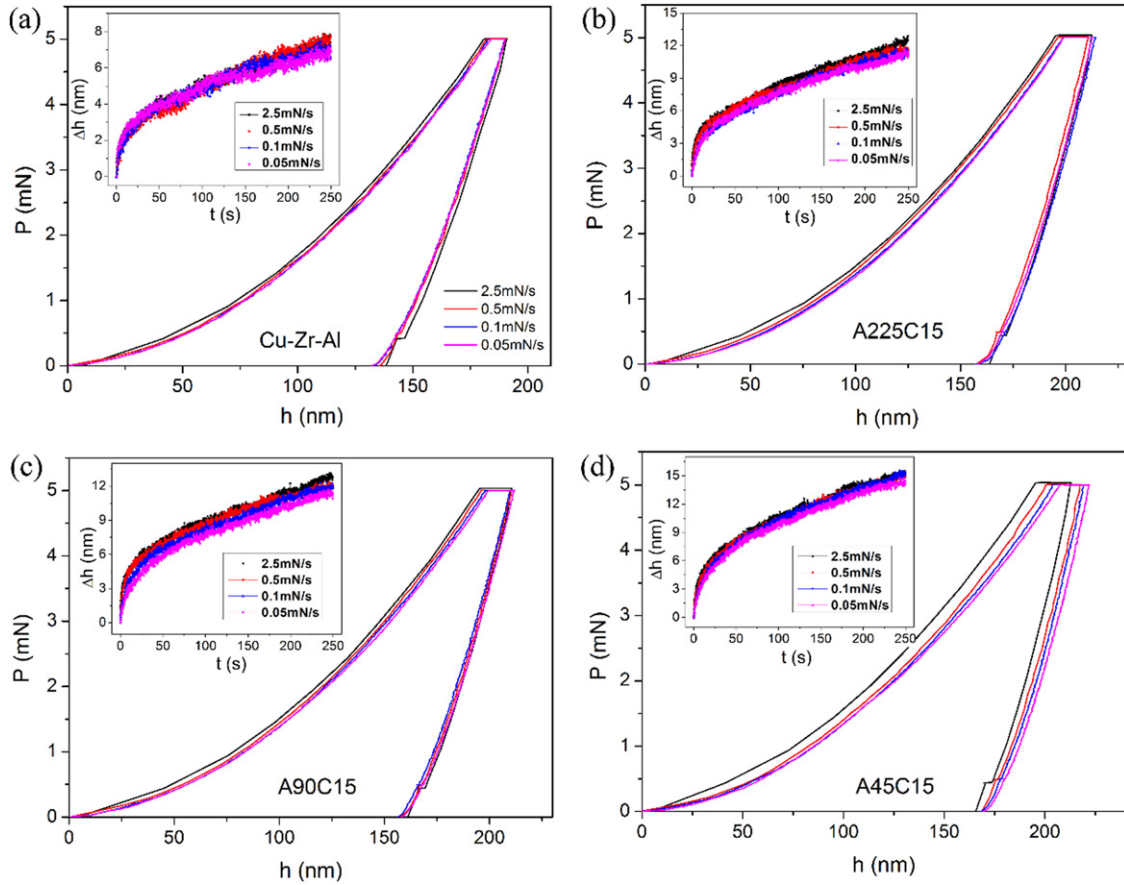 (a)
8
6
4
2
0
Δh (nm)
2.5mN/s
0.5mN/s
0.1mN/s
0.05mN/s
0 50 100 150 200 250
t (s)
5
4
3
2
1
0
P (mN)
2.5mN/s
0.5mN/s
0.1mN/s
0.05mN/s
Cu-Zr-Al
0 50 100 150 200
h (nm)
(b)
15
12
9
6
3
0
Δh (nm)
2.5mN/s
0.5mN/s
0.1mN/s
0.05mN/s
0 50 100 150 200 250
t (s)
5
4
3
2
1
0
P (mN)
A225C15
0 50 100 150 200
h (nm)
(c)
12
9
6
3
0
Δh (nm)
2.5mN/s
0.5mN/s
0.1mN/s
0.05mN/s
0 50 100 150 200 250
t (s)
5
4
3
2
1
0
P (mN)
A90C15
0 50 100 150 200
h (nm)
(d)
15
12
9
6
3
0
Δh (nm)
2.5mN/s
0.5mN/s
0.1mN/s
0.05mN/s
0 50 100 150 200 250
t (s)
5
4
3
2
1
0
P (mN)
A45C15
0 50 100 150 200
h (nm)